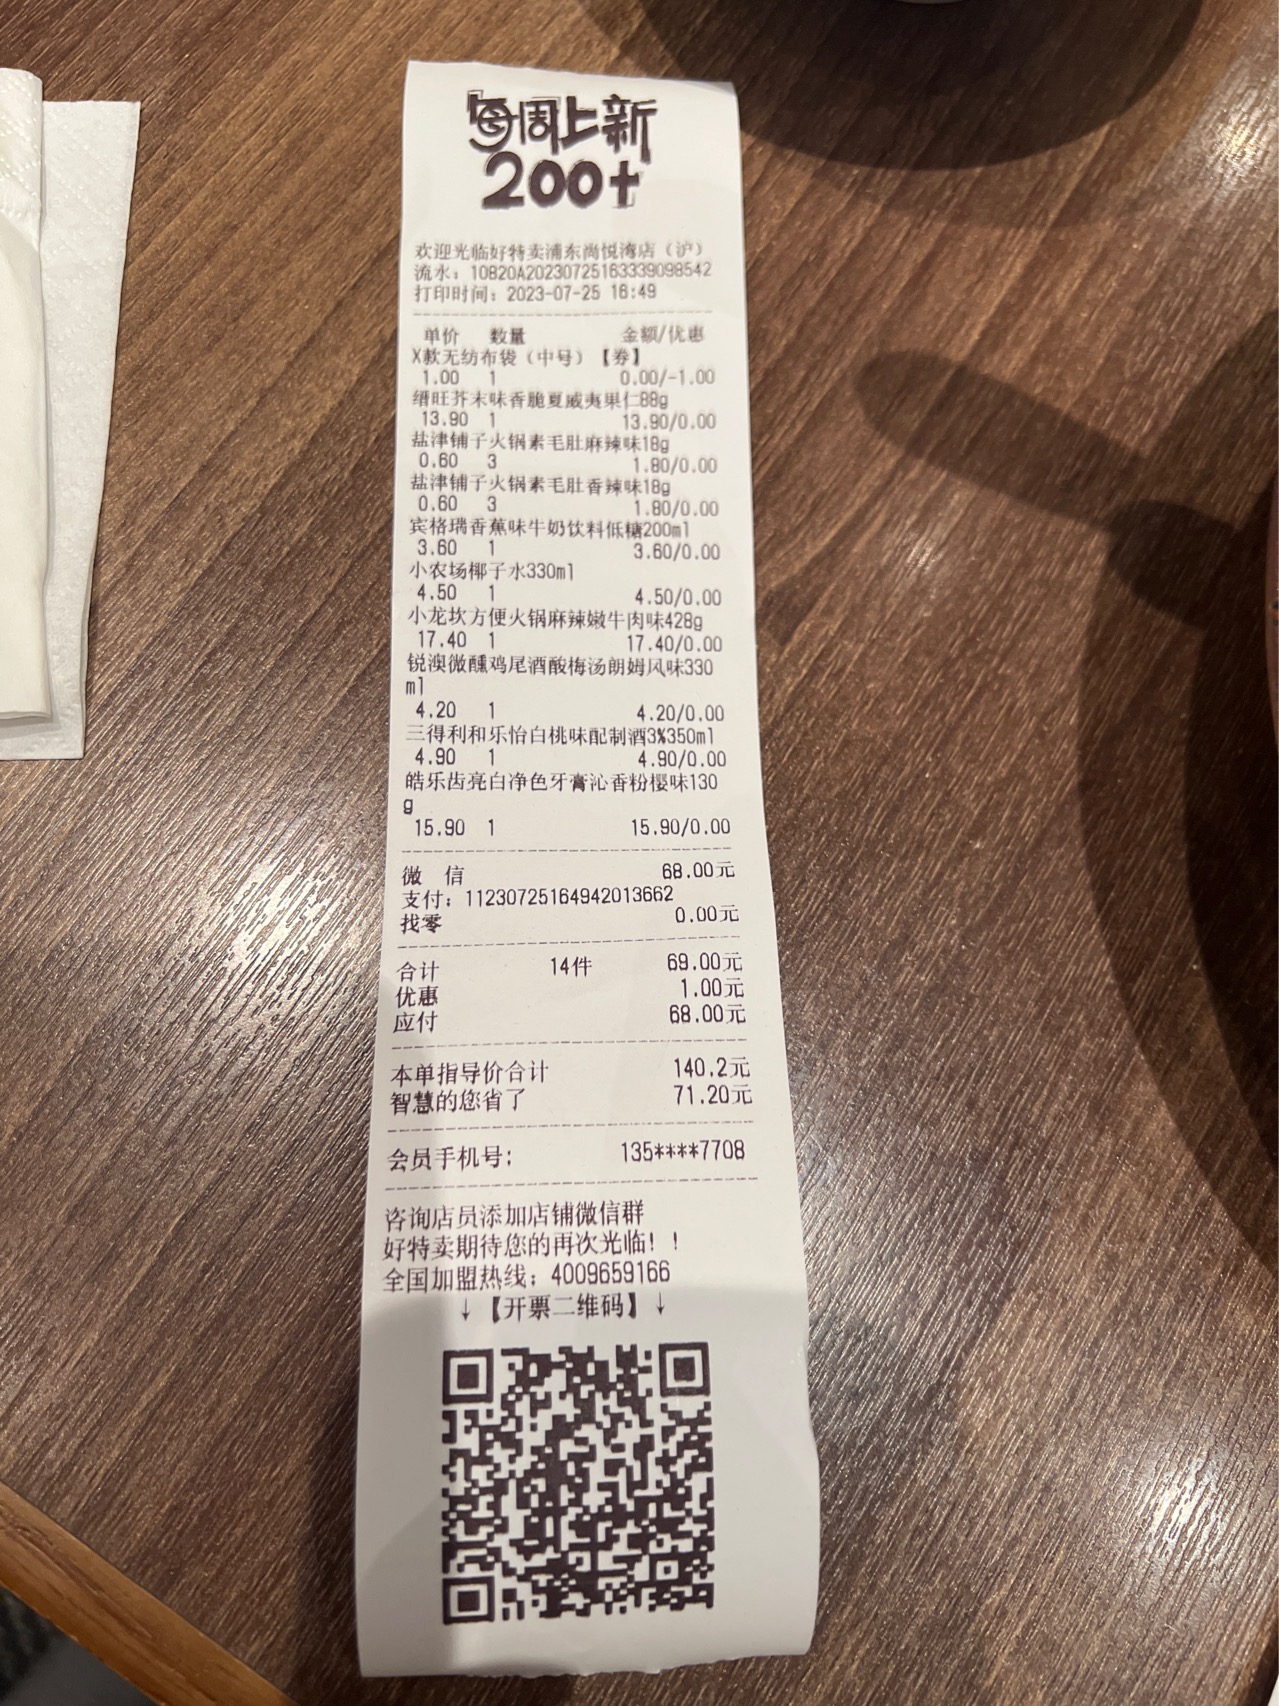 每周上新
200+
欢迎光临好特卖浦东尚悦湾店（沪）
流水：10820A20230725163339098542
打印时间：2023-07-25 16:49
单价 数量 金额/优惠
X款无纺布袋（中号）【券】
1.00 1 0.00/-1.00
缙旺芥末味香脆夏威夷果仁88g
13.90 1 13.90/0.00
盐津铺子火锅素毛肚麻辣味18g
0.60 3 1.80/0.00
盐津铺子火锅素毛肚香辣味18g
0.60 3 1.80/0.00
宾格瑞香蕉味牛奶饮料低糖200ml
3.60 1 3.60/0.00
小农场椰子水330ml
4.50 1 4.50/0.00
小龙坎方便火锅麻辣嫩牛肉味428g
17.40 1 17.40/0.00
锐澳微醺鸡尾酒酸梅汤朗姆风味330
ml
4.20 1 4.20/0.00
三得利和乐怡白桃味配制酒3%350ml
4.90 1 4.90/0.00
皓乐齿亮白净色牙膏沁香粉樱味130
g
15.90 1 15.90/0.00
微 信 68.00元
支付：11230725164942013662
找零 0.00元
合计 14件 69.00元
优惠 1.00元
应付 68.00元
本单指导价合计 140.2元
智慧的您省了 71.20元
会员手机号： 135****7708
咨询店员添加店铺微信群
好特卖期待您的再次光临！！
全国加盟热线：4009659166
↓【开票二维码】↓